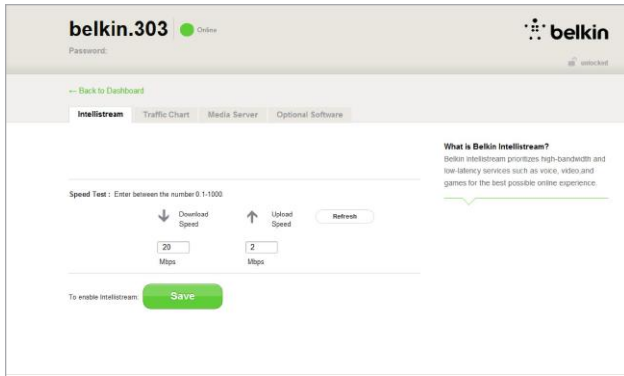 belkin.303 Online
belkin
Password:
unlocked
← Back to Dashboard
Intellistream Traffic Chart Media Server Optional Software
What is Belkin Intellistream?
Belkin intellistream prioritizes high-bandwidth and
low-latency services such as voice, video and
games for the best possible online experience.
Speed Test : Enter between the number 0.1-1000.
Download
Speed
Upload
Speed
Refresh
20
2
Mbps
Mbps
To enable Intellistream:
Save